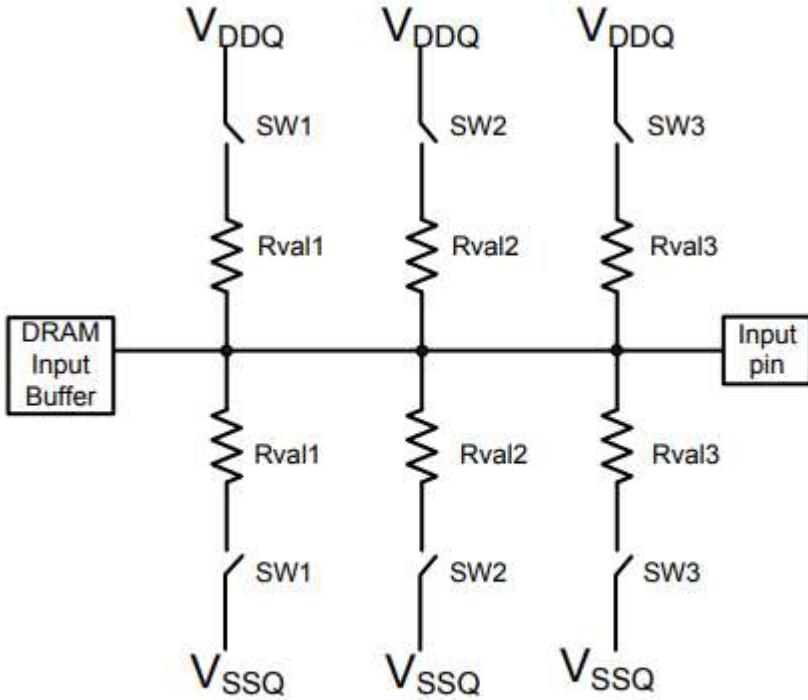 VDDQ VDDQ VDDQ
SW1 SW2 SW3
Rval1 Rval2 Rval3
DRAM
Input
Buffer
Input
pin
Rval1 Rval2 Rval3
SW1 SW2 SW3
VSSQ VSSQ VSSQ